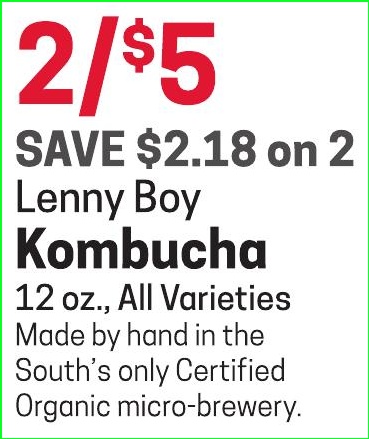 2/$5
SAVE $2.18 on 2
Lenny Boy
Kombucha
12 oz., All Varieties
Made by hand in the
South's only Certified
Organic micro-brewery.